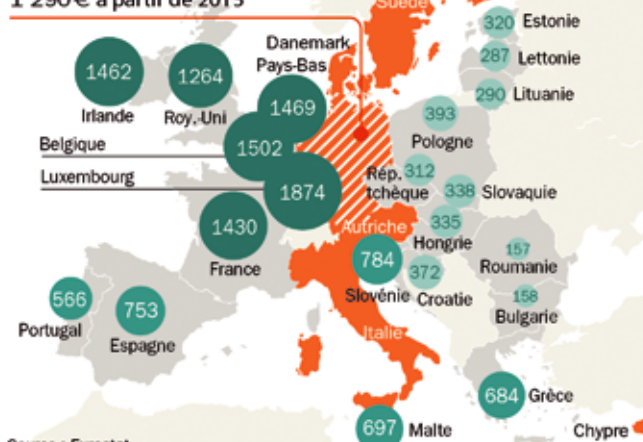 1 290 € à partir de 2015
Suède
320 Estonie
287 Lettonie
290 Lituanie
Danemark
Pays-Bas
1462
Irlande
1264
Roy.-Uni
1469
393
Pologne
Belgique
1502
Luxembourg
1874
Rép. 312
tchèque
338 Slovaquie
1430
France
Autriche
335
Hongrie
784
Slovénie
372
Croatie
157
Roumanie
158
Bulgarie
566
Portugal
753
Espagne
Italie
684 Grèce
697 Malte
Chypre
Source : Eurostat